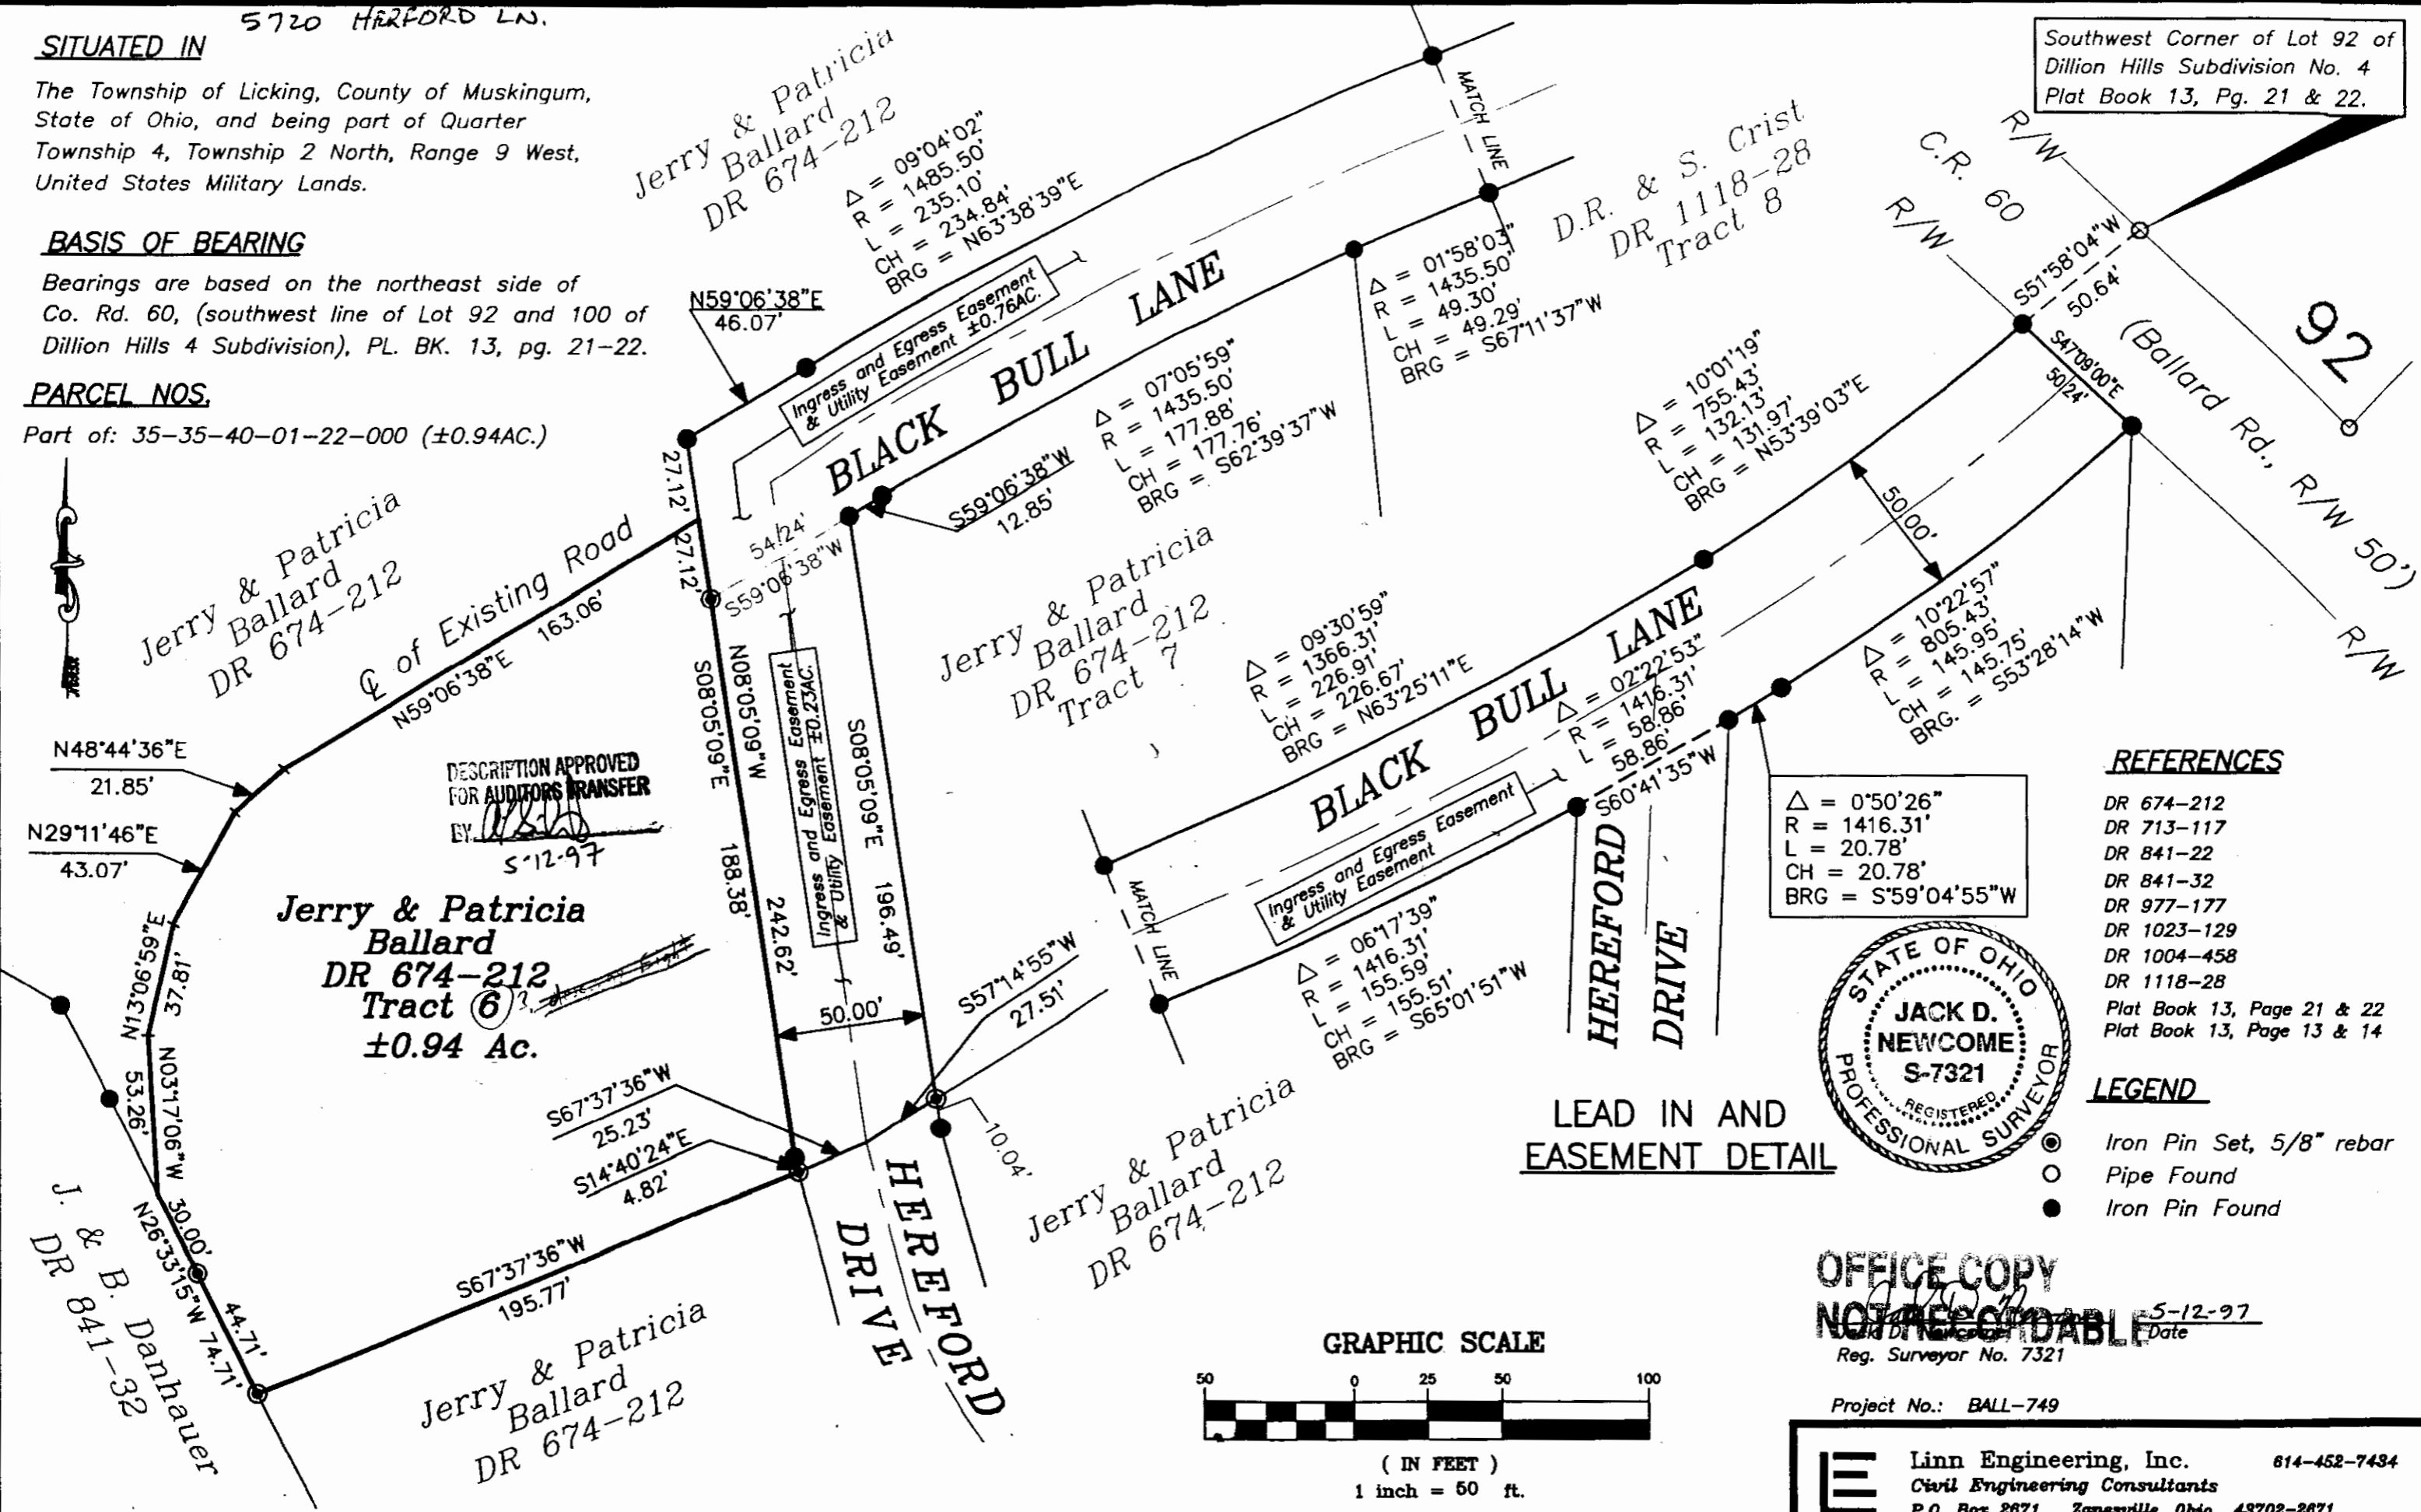 5720 HERFORD LN.
SITUATED IN
The Township of Licking, County of Muskingum,
State of Ohio, and being part of Quarter
Township 4, Township 2 North, Range 9 West,
United States Military Lands.
BASIS OF BEARING
Bearings are based on the northeast side of
Co. Rd. 60, (southwest line of Lot 92 and 100 of
Dillion Hills 4 Subdivision), PL. BK. 13, pg. 21-22.
PARCEL NOS.
Part of: 35-35-40-01-22-000 (±0.94AC.)
Jerry & Patricia
Ballard
DR 674-212
Δ = 09°04'02"
R = 1485.50'
L = 235.10'
CH = 234.84'
BRG = N63°38'39"E
N59°06'38"E
46.07'
Ingress and Egress Easement
& Utility Easement ±0.76AC.
BLACK BULL LANE
MATCH LINE
D.R. & S. Crist
DR 1118-28
Tract 8
Δ = 01°58'03"
R = 1435.50'
L = 49.30'
CH = 49.29'
BRG = S67°11'37"W
Δ = 07°05'59"
R = 1435.50'
L = 177.88'
CH = 177.76'
BRG = S62°39'37"W
S59°06'38"W
12.85'
Southwest Corner of Lot 92 of
Dillion Hills Subdivision No. 4
Plat Book 13, Pg. 21 & 22.
R/W
C.R. 60
R/W
S51°58'04"W
50.64'
S47°09'00"E
50.24'
92
(Ballard Rd., R/W 50')
R/W
Δ = 10°01'19"
R = 755.43'
L = 132.13'
CH = 131.97'
BRG = N53°39'03"E
50.00'
Δ = 10°22'57"
R = 805.43'
L = 145.95'
CH = 145.75'
BRG. = S53°28'14"W
27.12'
27.12'
54.24'
S59°06'38"W
Jerry & Patricia
Ballard
DR 674-212
℄ of Existing Road
N59°06'38"E 163.06'
N48°44'36"E
21.85'
N29°11'46"E
43.07'
N13°06'59"E
37.81'
N03°17'06"W
53.26'
30.00'
N26°33'15"W 74.71'
44.71'
DESCRIPTION APPROVED
FOR AUDITORS TRANSFER
BY
5-12-97
Jerry & Patricia
Ballard
DR 674-212
Tract 6
±0.94 Ac.
S08°05'09"E 188.38'
N08°05'09"W 242.62'
Ingress and Egress Easement
& Utility Easement ±0.23AC.
S08°05'09"E 196.49'
50.00'
S57°14'55"W
27.51'
S67°37'36"W
25.23'
S14°40'24"E
4.82'
10.04'
S67°37'36"W
195.77'
HEREFORD
DRIVE
J. & B. Danhauer
DR 841-32
Jerry & Patricia
Ballard
DR 674-212
Jerry & Patricia
Ballard
DR 674-212
Tract 7
Δ = 09°30'59"
R = 1366.31'
L = 226.91'
CH = 226.67'
BRG = N63°25'11"E
BLACK BULL LANE
Δ = 02°22'53"
R = 1416.31'
L = 58.86'
58.86'
S60°41'35"W
Ingress and Egress Easement
& Utility Easement
MATCH LINE
Δ = 06°17'39"
R = 1416.31'
L = 155.59'
CH = 155.51'
BRG = S65°01'51"W
HEREFORD
DRIVE
Δ = 0°50'26"
R = 1416.31'
L = 20.78'
CH = 20.78'
BRG = S°59'04'55"W
Jerry & Patricia
Ballard
DR 674-212
LEAD IN AND
EASEMENT DETAIL
REFERENCES
DR 674-212
DR 713-117
DR 841-22
DR 841-32
DR 977-177
DR 1023-129
DR 1004-458
DR 1118-28
Plat Book 13, Page 21 & 22
Plat Book 13, Page 13 & 14
STATE OF OHIO
JACK D.
NEWCOME
S-7321
REGISTERED
PROFESSIONAL SURVEYOR
LEGEND
Iron Pin Set, 5/8" rebar
Pipe Found
Iron Pin Found
OFFICE COPY
NOT RECORDABLE
5-12-97
Date
Reg. Surveyor No. 7321
Project No.: BALL-749
GRAPHIC SCALE
50 0 25 50 100
( IN FEET )
1 inch = 50 ft.
Linn Engineering, Inc. 614-452-7434
Civil Engineering Consultants
P.O. Box 2671 Zanesville, Ohio 43702-2671